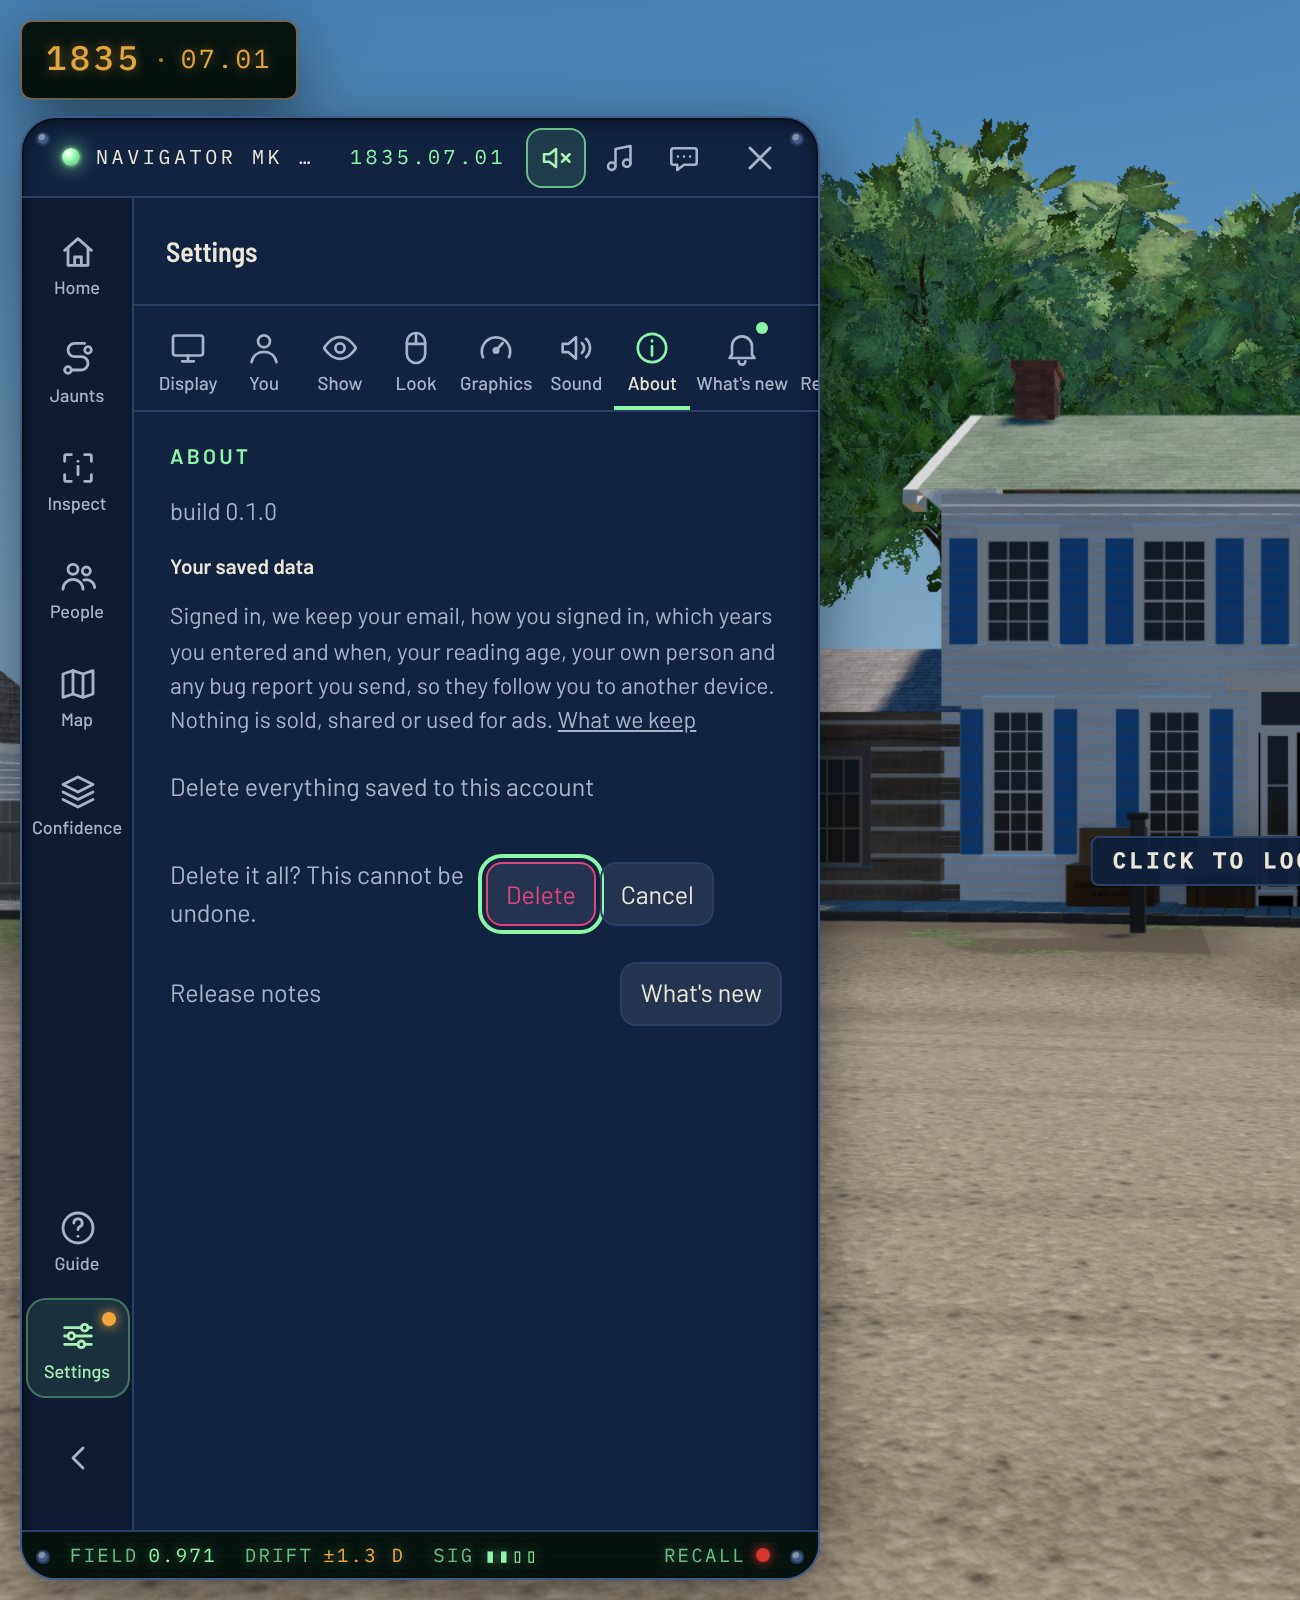 1835 · 07.01
NAVIGATOR MK … 1835.07.01
Home
Jaunts
Inspect
People
Map
Confidence
Guide
Settings
Settings
Display You Show Look Graphics Sound About What's new Re
ABOUT
build 0.1.0
Your saved data
Signed in, we keep your email, how you signed in, which years
you entered and when, your reading age, your own person and
any bug report you send, so they follow you to another device.
Nothing is sold, shared or used for ads. What we keep
Delete everything saved to this account
Delete it all? This cannot be
undone.
Delete Cancel
Release notes What's new
CLICK TO LOO
FIELD 0.971 DRIFT ±1.3 D SIG RECALL